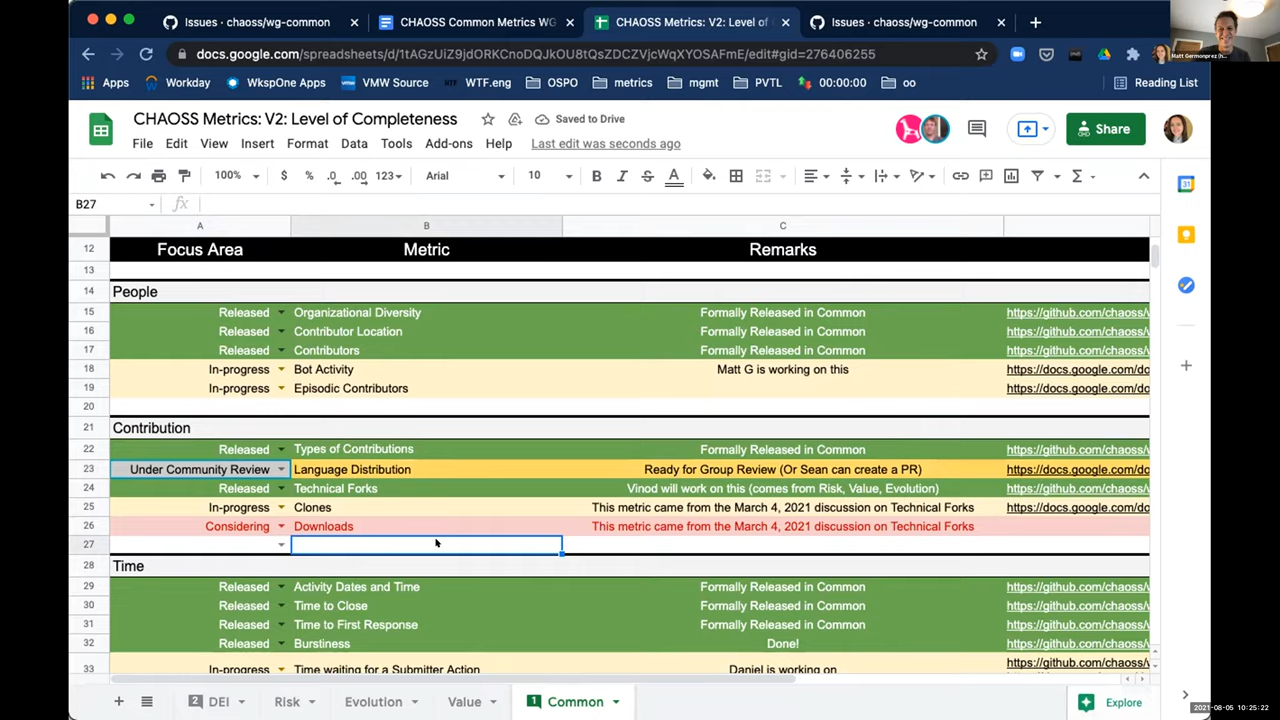 Issues · chaoss/wg-common
CHAOSS Common Metrics WG
CHAOSS Metrics: V2: Level of
Issues · chaoss/wg-common
Matt Germonprez
Apps
Workday
WkspOne Apps
VMW Source
WTF.eng
OSPO
metrics
mgmt
PVTL
00:00:00
oo
Reading List
CHAOSS Metrics: V2: Level of Completeness
Saved to Drive
Share
File Edit View Insert Format Data Tools Add-ons Help Last edit was seconds ago
100% $ % .0 .00 123 Arial 10 B I S A
B27 fx
A B C
12 Focus Area Metric Remarks
13
14 People
15 Released Organizational Diversity Formally Released in Common https://github.com/chaoss/
16 Released Contributor Location Formally Released in Common https://github.com/chaoss/
17 Released Contributors Formally Released in Common https://github.com/chaoss/
18 In-progress Bot Activity Matt G is working on this https://docs.google.com/do
19 In-progress Episodic Contributors https://docs.google.com/do
20
21 Contribution
22 Released Types of Contributions Formally Released in Common https://github.com/chaoss/
23 Under Community Review Language Distribution Ready for Group Review (Or Sean can create a PR) https://docs.google.com/do
24 Released Technical Forks Vinod will work on this (comes from Risk, Value, Evolution) https://github.com/chaoss/
25 In-progress Clones This metric came from the March 4, 2021 discussion on Technical Forks https://docs.google.com/do
26 Considering Downloads This metric came from the March 4, 2021 discussion on Technical Forks
27
28 Time
29 Released Activity Dates and Time Formally Released in Common https://github.com/chaoss/
30 Released Time to Close Formally Released in Common https://github.com/chaoss/
31 Released Time to First Response Formally Released in Common https://github.com/chaoss/
32 Released Burstiness Done! https://github.com/chaoss/
33 In-progress Time waiting for a Submitter Action Daniel is working on https://github.com/chaoss/
2 DEI Risk Evolution Value 1 Common Explore
2021-08-05 10:25:22